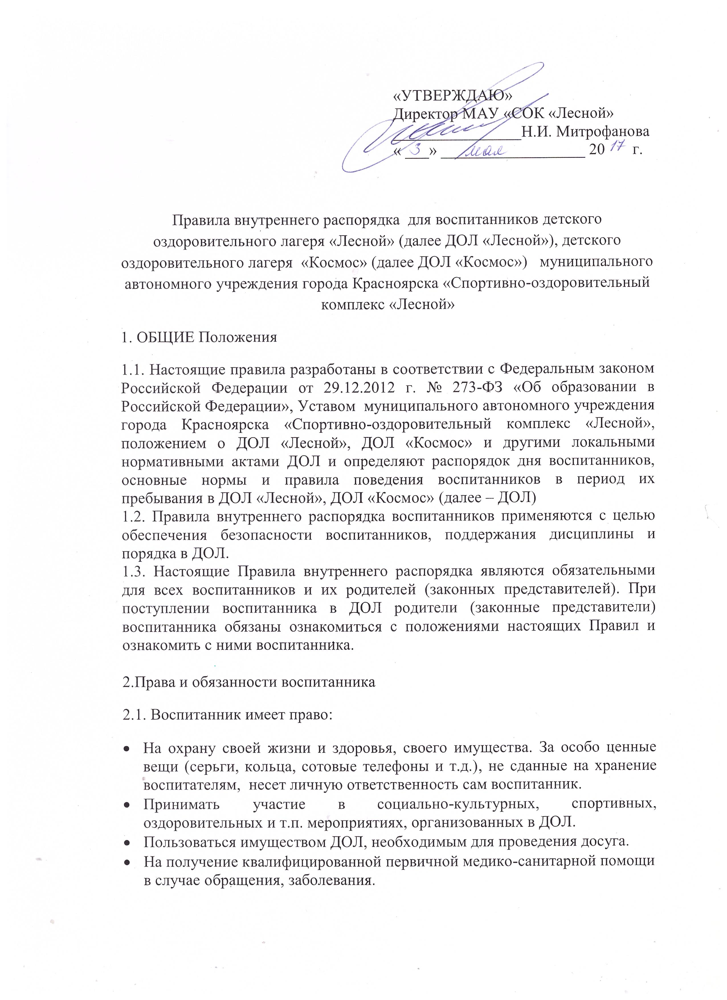 «УТВЕРЖДАЮ»
Директор МАУ «СОК «Лесной»
________________Н.И. Митрофанова
« 3 » мая 2017 г.
Правила внутреннего распорядка для воспитанников детского
оздоровительного лагеря «Лесной» (далее ДОЛ «Лесной»), детского
оздоровительного лагеря «Космос» (далее ДОЛ «Космос») муниципального
автономного учреждения города Красноярска «Спортивно-оздоровительный
комплекс «Лесной»
1. ОБЩИЕ Положения
1.1. Настоящие правила разработаны в соответствии с Федеральным законом
Российской Федерации от 29.12.2012 г. № 273-ФЗ «Об образовании в
Российской Федерации», Уставом муниципального автономного учреждения
города Красноярска «Спортивно-оздоровительный комплекс «Лесной»,
положением о ДОЛ «Лесной», ДОЛ «Космос» и другими локальными
нормативными актами ДОЛ и определяют распорядок дня воспитанников,
основные нормы и правила поведения воспитанников в период их
пребывания в ДОЛ «Лесной», ДОЛ «Космос» (далее – ДОЛ)
1.2. Правила внутреннего распорядка воспитанников применяются с целью
обеспечения безопасности воспитанников, поддержания дисциплины и
порядка в ДОЛ.
1.3. Настоящие Правила внутреннего распорядка являются обязательными
для всех воспитанников и их родителей (законных представителей). При
поступлении воспитанника в ДОЛ родители (законные представители)
воспитанника обязаны ознакомиться с положениями настоящих Правил и
ознакомить с ними воспитанника.
2.Права и обязанности воспитанника
2.1. Воспитанник имеет право:
• На охрану своей жизни и здоровья, своего имущества. За особо ценные
вещи (серьги, кольца, сотовые телефоны и т.д.), не сданные на хранение
воспитателям, несет личную ответственность сам воспитанник.
• Принимать участие в социально-культурных, спортивных,
оздоровительных и т.п. мероприятиях, организованных в ДОЛ.
• Пользоваться имуществом ДОЛ, необходимым для проведения досуга.
• На получение квалифицированной первичной медико-санитарной помощи
в случае обращения, заболевания.